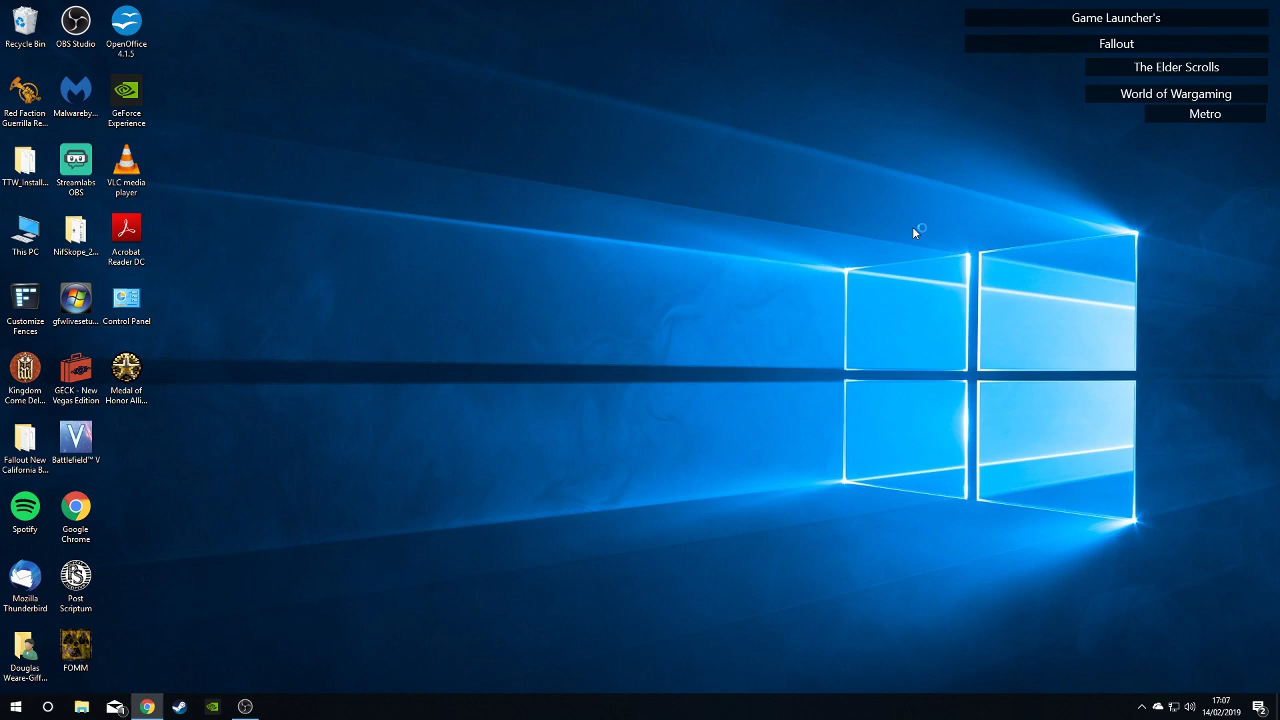 Recycle Bin
OBS Studio
OpenOffice
4.1.5
Game Launcher's
Fallout
The Elder Scrolls
World of Wargaming
Metro
Red Faction
Guerrilla Re...
Malwareby...
GeForce
Experience
TTW_Install...
Streamlabs
OBS
VLC media
player
This PC
NifSkope_2...
Acrobat
Reader DC
Customize
Fences
gfwlivesetu...
Control Panel
Kingdom
Come Del...
GECK - New
Vegas Edition
Medal of
Honor Alli...
Fallout New
California B...
Battlefield™ V
Spotify
Google
Chrome
Mozilla
Thunderbird
Post
Scriptum
Douglas
Weare-Giff...
FOMM
17:07
14/02/2019
1
2